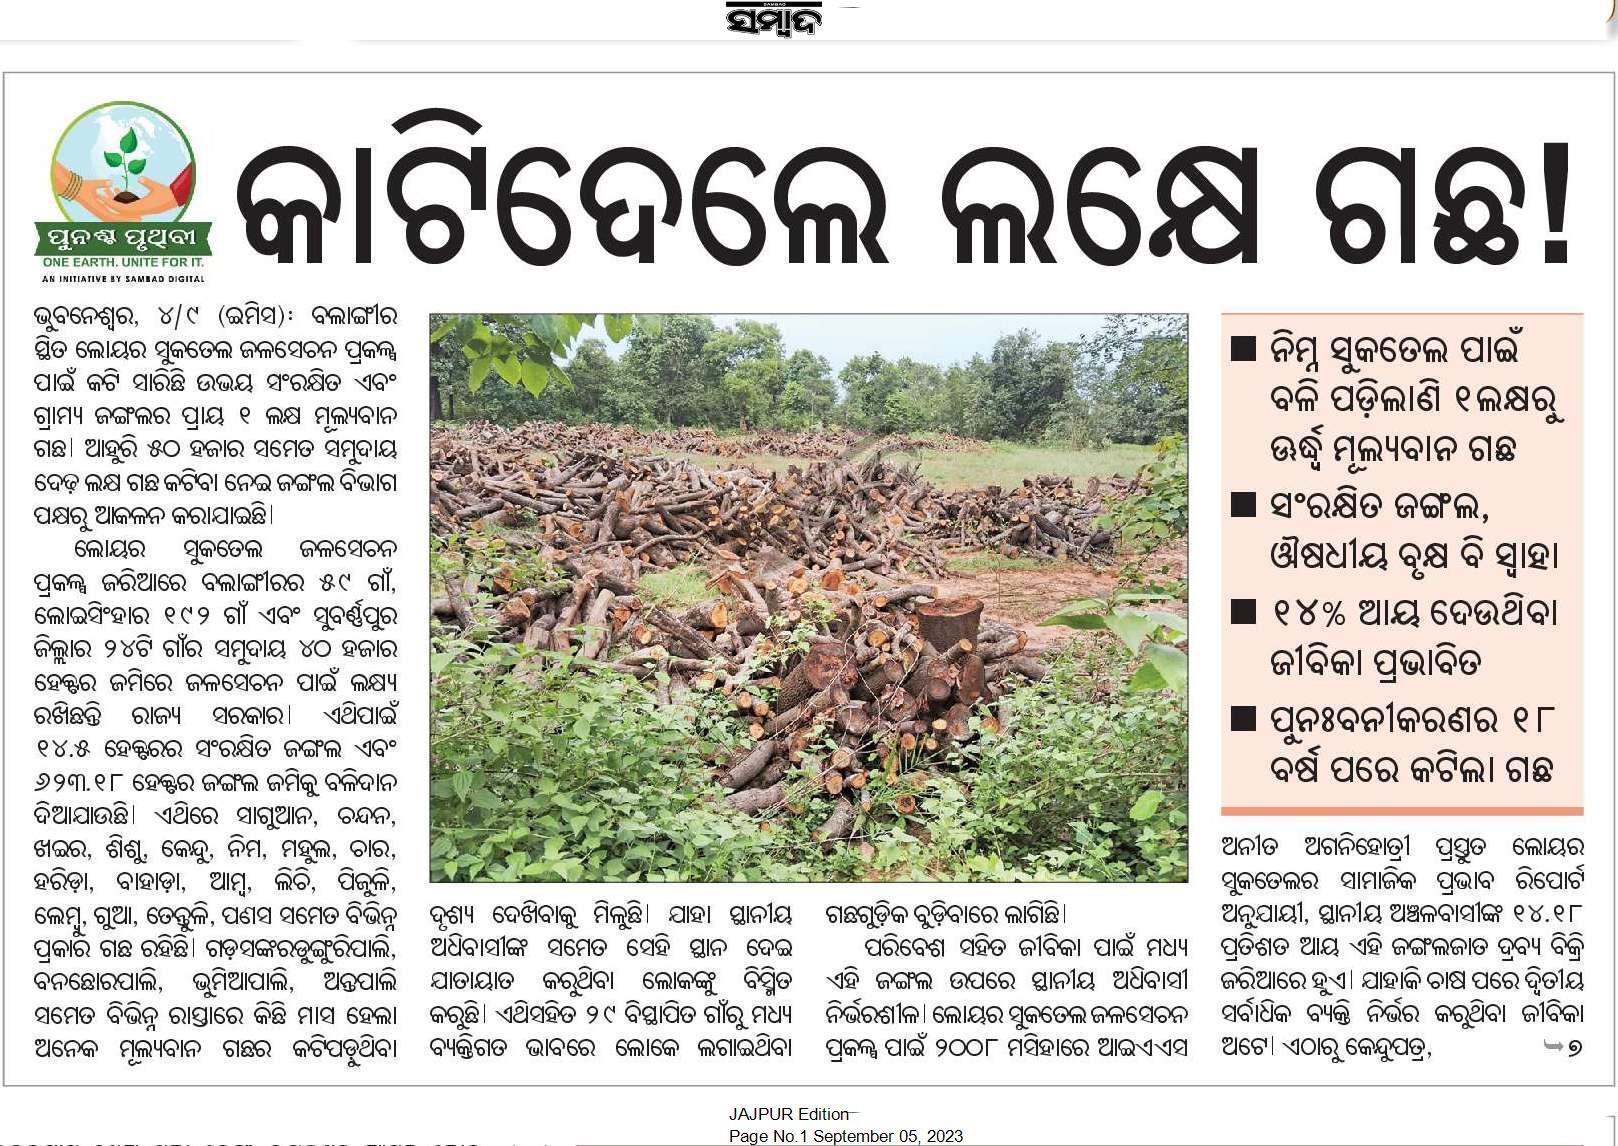 SAMBAD
ସମ୍ବାଦ
ପୁନଶ୍ଚ ପୃଥିବୀ
ONE EARTH. UNITE FOR IT.
AN INITIATIVE BY SAMBAD DIGITAL
କାଟିଦେଲେ ଲକ୍ଷେ ଗଛ!
ଭୁବନେଶ୍ୱର, ୪/୯ (ଇମିସ): ବଲାଙ୍ଗୀର
ସ୍ଥିତ ଲୋୟର ସୁକତେଲ ଜଳସେଚନ ପ୍ରକଳ୍ପ
ପାଇଁ କଟି ସାରିଛି ଉଭୟ ସଂରକ୍ଷିତ ଏବଂ
ଗ୍ରାମ୍ୟ ଜଙ୍ଗଲର ପ୍ରାୟ ୧ ଲକ୍ଷ ମୂଲ୍ୟବାନ
ଗଛ। ଆହୁରି ୫୦ ହଜାର ସମେତ ସମୁଦାୟ
ଦେଢ଼ ଲକ୍ଷ ଗଛ କଟିବା ନେଇ ଜଙ୍ଗଲ ବିଭାଗ
ପକ୍ଷରୁ ଆକଳନ କରାଯାଇଛି।
ଲୋୟର ସୁକତେଲ ଜଳସେଚନ
ପ୍ରକଳ୍ପ ଜରିଆରେ ବଲାଙ୍ଗୀରର ୫୯ ଗାଁ,
ଲୋଇସିଂହାର ୧୯୨ ଗାଁ ଏବଂ ସୁବର୍ଣ୍ଣପୁର
ଜିଲ୍ଲାର ୨୪ଟି ଗାଁର ସମୁଦାୟ ୪୦ ହଜାର
ହେକ୍ଟର ଜମିରେ ଜଳସେଚନ ପାଇଁ ଲକ୍ଷ୍ୟ
ରଖିଛନ୍ତି ରାଜ୍ୟ ସରକାର। ଏଥିପାଇଁ
୧୪.୫ ହେକ୍ଟରର ସଂରକ୍ଷିତ ଜଙ୍ଗଲ ଏବଂ
୬୨୩.୧୮ ହେକ୍ଟର ଜଙ୍ଗଲ ଜମିକୁ ବଳିଦାନ
ଦିଆଯାଉଛି। ଏଥିରେ ସାଗୁଆନ, ଚନ୍ଦନ,
ଖଇର, ଶିଶୁ, କେନ୍ଦୁ, ନିମ, ମହୁଲ, ଚାର,
ହରିଡ଼ା, ବାହାଡ଼ା, ଆମ୍ବ, ଲିଚି, ପିଜୁଳି,
ଲେମ୍ବୁ, ଗୁଆ, ତେନ୍ତୁଳି, ପଣସ ସମେତ ବିଭିନ୍ନ
ପ୍ରକାର ଗଛ ରହିଛି। ଗଡ଼ସଙ୍କରଡୁଙ୍ଗୁରିପାଲି,
ବନଛୋରପାଲି, ଭୁମିଆପାଲି, ଅନ୍ତପାଲି
ସମେତ ବିଭିନ୍ନ ରାସ୍ତାରେ କିଛି ମାସ ହେଲା
ଅନେକ ମୂଲ୍ୟବାନ ଗଛର କଟିପଡ଼ୁଥିବା
ଦୃଶ୍ୟ ଦେଖିବାକୁ ମିଳୁଛି। ଯାହା ସ୍ଥାନୀୟ
ଅଧିବାସୀଙ୍କ ସମେତ ସେହି ସ୍ଥାନ ଦେଇ
ଯାତାୟାତ କରୁଥିବା ଲୋକଙ୍କୁ ବିସ୍ମିତ
କରୁଛି। ଏଥିସହିତ ୨୯ ବିସ୍ଥାପିତ ଗାଁରୁ ମଧ୍ୟ
ବ୍ୟକ୍ତିଗତ ଭାବରେ ଲୋକେ ଲଗାଇଥିବା
ଗଛଗୁଡ଼ିକ ବୁଡ଼ିବାରେ ଲାଗିଛି।
ପରିବେଶ ସହିତ ଜୀବିକା ପାଇଁ ମଧ୍ୟ
ଏହି ଜଙ୍ଗଲ ଉପରେ ସ୍ଥାନୀୟ ଅଧିବାସୀ
ନିର୍ଭରଶୀଳ। ଲୋୟର ସୁକତେଲ ଜଳସେଚନ
ପ୍ରକଳ୍ପ ପାଇଁ ୨୦୦୮ ମସିହାରେ ଆଇଏଏସ
■ ନିମ୍ନ ସୁକତେଲ ପାଇଁ
ବଳି ପଡ଼ିଲାଣି ୧ଲକ୍ଷରୁ
ଊର୍ଦ୍ଧ୍ୱ ମୂଲ୍ୟବାନ ଗଛ
■ ସଂରକ୍ଷିତ ଜଙ୍ଗଲ,
ଔଷଧୀୟ ବୃକ୍ଷ ବି ସ୍ୱାହା
■ ୧୪% ଆୟ ଦେଉଥିବା
ଜୀବିକା ପ୍ରଭାବିତ
■ ପୁନଃବନୀକରଣର ୧୮
ବର୍ଷ ପରେ କଟିଲା ଗଛ
ଅନୀତ ଅଗନିହୋତ୍ରୀ ପ୍ରସ୍ତୁତ ଲୋୟର
ସୁକତେଲର ସାମାଜିକ ପ୍ରଭାବ ରିପୋର୍ଟ
ଅନୁଯାୟୀ, ସ୍ଥାନୀୟ ଅଞ୍ଚଳବାସୀଙ୍କ ୧୪.୧୮
ପ୍ରତିଶତ ଆୟ ଏହି ଜଙ୍ଗଲଜାତ ଦ୍ରବ୍ୟ ବିକ୍ରି
ଜରିଆରେ ହୁଏ। ଯାହାକି ଚାଷ ପରେ ଦ୍ୱିତୀୟ
ସର୍ବାଧିକ ବ୍ୟକ୍ତି ନିର୍ଭର କରୁଥିବା ଜୀବିକା
ଅଟେ। ଏଠାରୁ କେନ୍ଦୁପତ୍ର, ୭
JAJPUR Edition
Page No.1 September 05, 2023